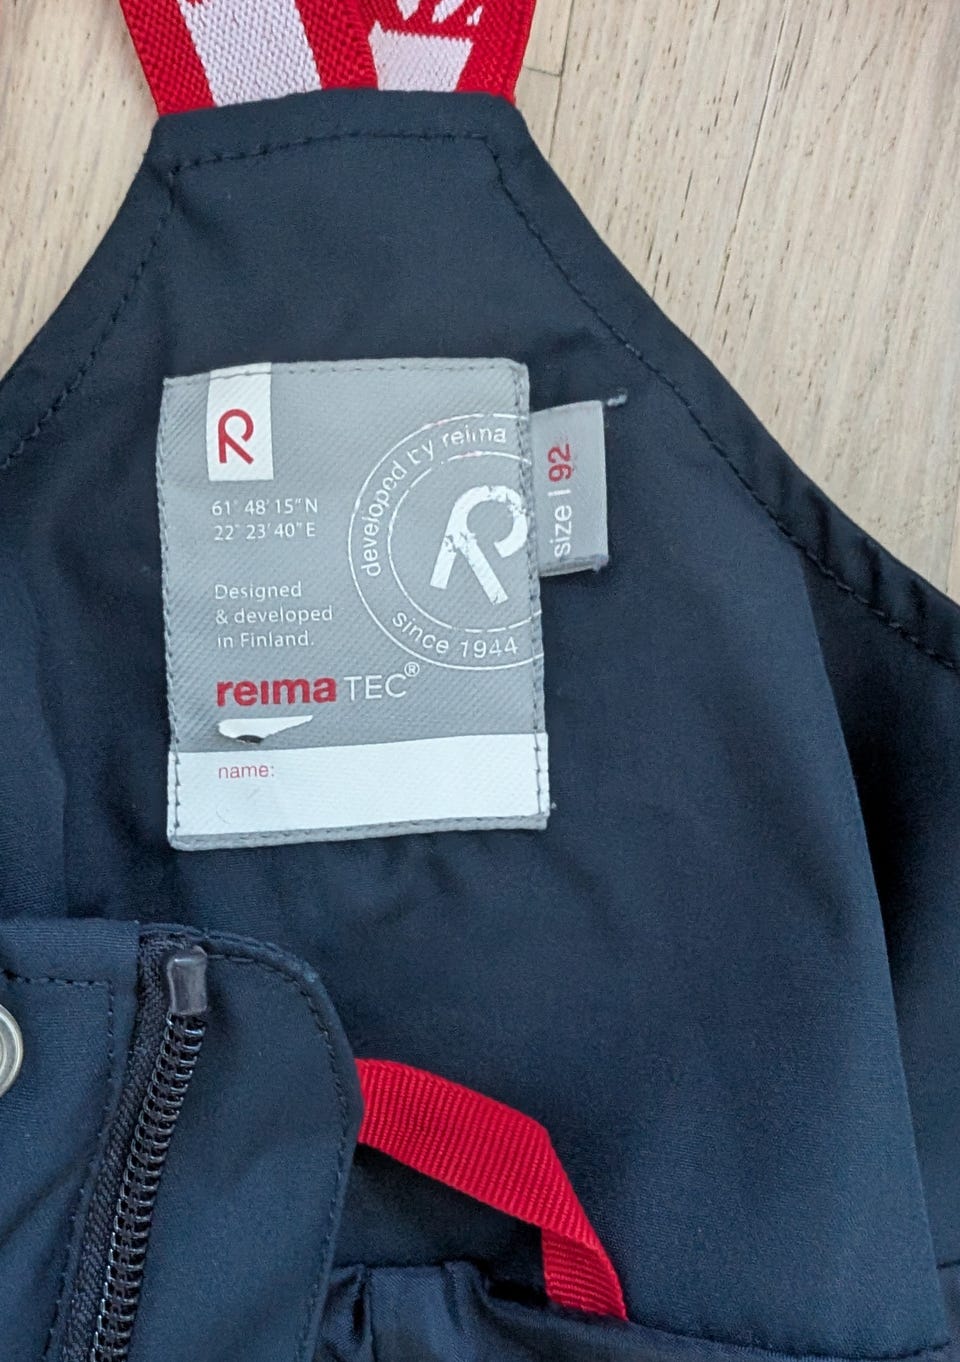 R
61° 48' 15" N
22° 23' 40" E
Designed
& developed
in Finland.
developed by reima
R
since 1944
reima TEC®
name:
size | 92